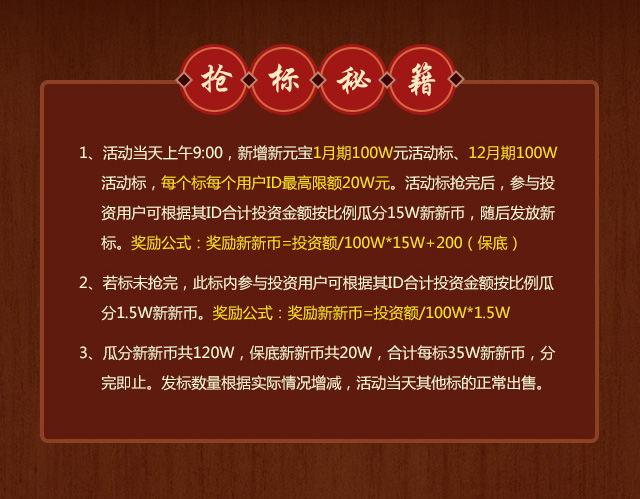 抢标秘籍
1、活动当天上午9:00，新增新元宝1月期100W元活动标、12月期100W
活动标，每个标每个用户ID最高限额20W元。活动标抢完后，参与投
资用户可根据其ID合计投资金额按比例瓜分15W新新币，随后发放新
标。奖励公式：奖励新新币=投资额/100W*15W+200（保底）
2、若标未抢完，此标内参与投资用户可根据其ID合计投资金额按比例瓜
分1.5W新新币。奖励公式：奖励新新币=投资额/100W*1.5W
3、瓜分新新币共120W，保底新新币共20W，合计每标35W新新币，分
完即止。发标数量根据实际情况增减，活动当天其他标的正常出售。